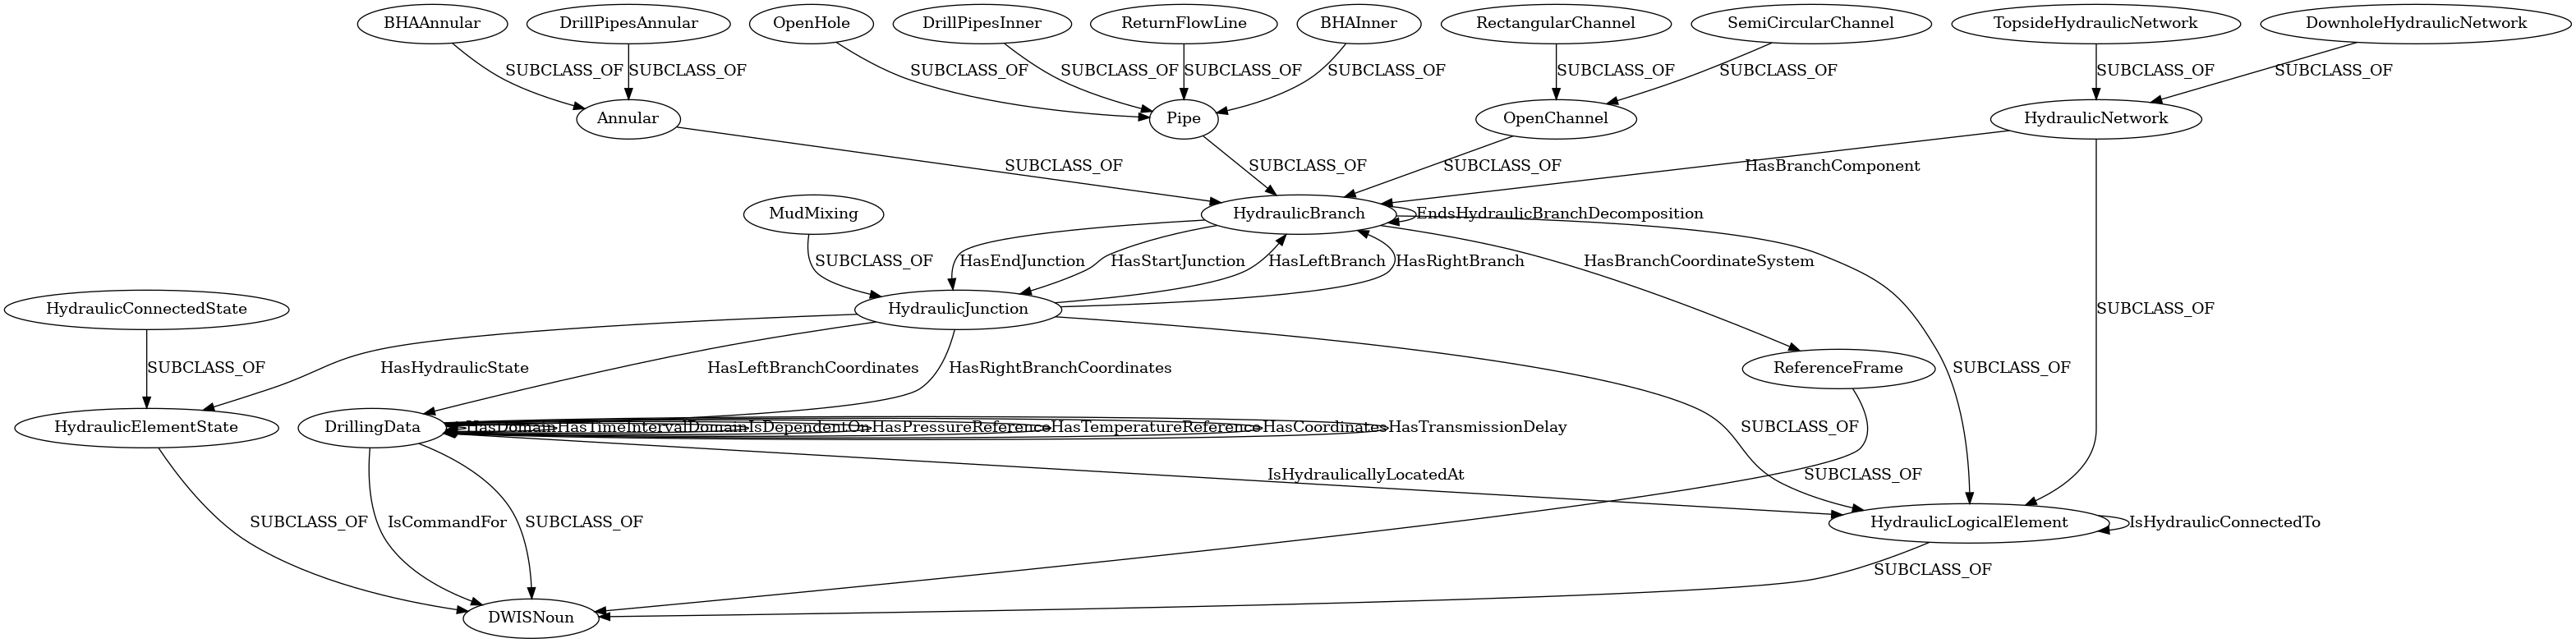 BHAAnnular
DrillPipesAnnular
OpenHole
DrillPipesInner
ReturnFlowLine
BHAInner
RectangularChannel
SemiCircularChannel
TopsideHydraulicNetwork
DownholeHydraulicNetwork
SUBCLASS_OF
SUBCLASS_OF
SUBCLASS_OF
SUBCLASS_OF
SUBCLASS_OF
SUBCLASS_OF
SUBCLASS_OF
SUBCLASS_OF
SUBCLASS_OF
SUBCLASS_OF
Annular
Pipe
OpenChannel
HydraulicNetwork
SUBCLASS_OF
SUBCLASS_OF
SUBCLASS_OF
HasBranchComponent
MudMixing
HydraulicBranch
EndsHydraulicBranchDecomposition
SUBCLASS_OF
HasEndJunction
HasStartJunction
HasLeftBranch
HasRightBranch
HasBranchCoordinateSystem
HydraulicConnectedState
HydraulicJunction
SUBCLASS_OF
SUBCLASS_OF
HasHydraulicState
HasLeftBranchCoordinates
HasRightBranchCoordinates
ReferenceFrame
SUBCLASS_OF
HydraulicElementState
DrillingData
HasDomain
HasTimeIntervalDomain
IsDependentOn
HasPressureReference
HasTemperatureReference
HasCoordinates
HasTransmissionDelay
SUBCLASS_OF
IsHydraulicallyLocatedAt
SUBCLASS_OF
SUBCLASS_OF
IsCommandFor
SUBCLASS_OF
HydraulicLogicalElement
IsHydraulicConnectedTo
SUBCLASS_OF
DWISNoun